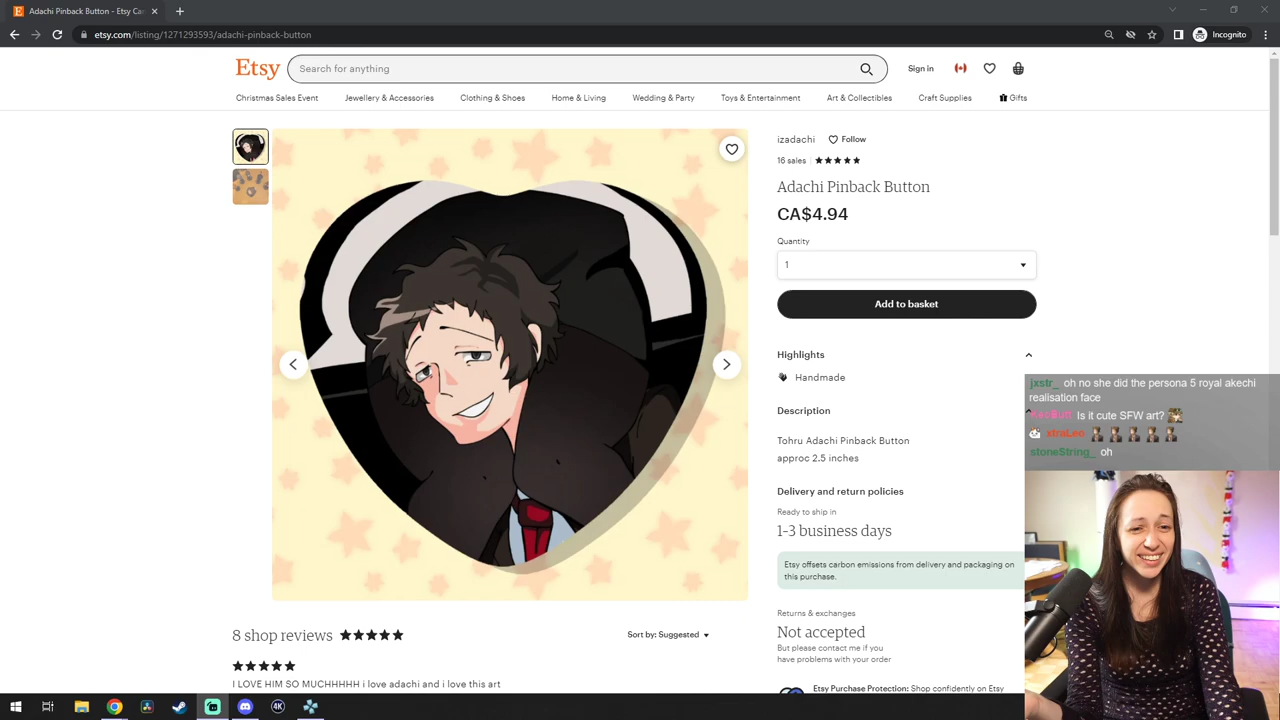 Adachi Pinback Button - Etsy Ca
etsy.com/listing/1271293593/adachi-pinback-button
Incognito
Etsy
Search for anything
Sign in
Christmas Sales Event
Jewellery & Accessories
Clothing & Shoes
Home & Living
Wedding & Party
Toys & Entertainment
Art & Collectibles
Craft Supplies
Gifts
izadachi
Follow
16 sales
Adachi Pinback Button
CA$4.94
Quantity
1
Add to basket
Highlights
Handmade
Description
Tohru Adachi Pinback Button
approx 2.5 inches
Delivery and return policies
Ready to ship in
1-3 business days
Etsy offsets carbon emissions from delivery and packaging on
this purchase.
Returns & exchanges
Not accepted
But please contact me if you
have problems with your order
Etsy Purchase Protection: Shop confidently on Etsy
8 shop reviews
Sort by: Suggested
I LOVE HIM SO MUCHHHHH i love adachi and i love this art
jxstr_ oh no she did the persona 5 royal akechi
realisation face
Is it cute SFW art?
xtraLeo
stoneString_ oh
4K